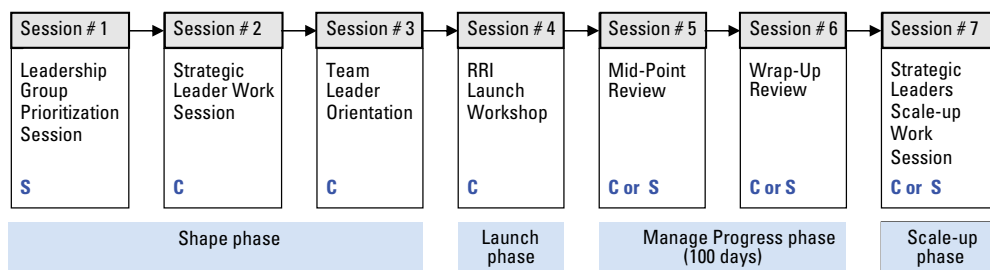 Session # 1
Session # 2
Session # 3
Session # 4
Session # 5
Session # 6
Session # 7
Leadership
Group
Prioritization
Session
S
Strategic
Leader Work
Session
C
Team
Leader
Orientation
C
RRI
Launch
Workshop
C
Mid-Point
Review
C or S
Wrap-Up
Review
C or S
Strategic
Leaders
Scale-up
Work
Session
C or S
Shape phase
Launch
phase
Manage Progress phase
(100 days)
Scale-up
phase